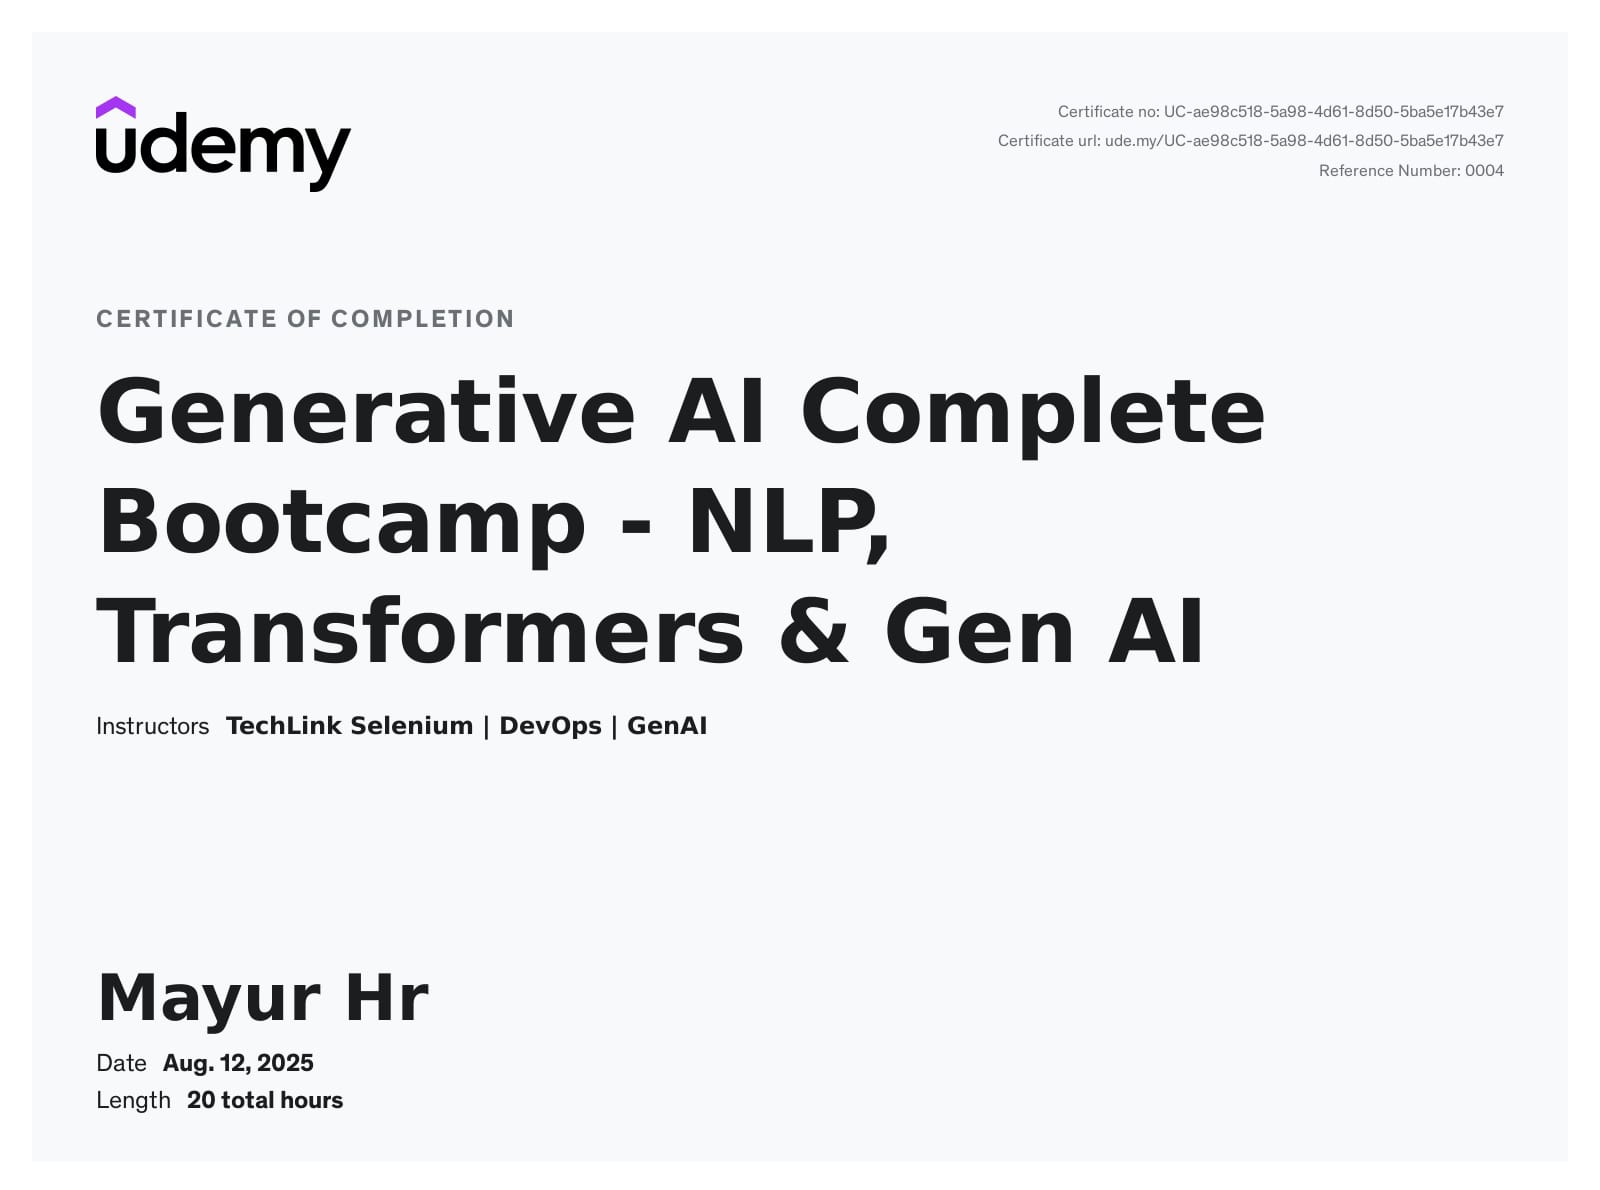 udemy
Certificate no: UC-ae98c518-5a98-4d61-8d50-5ba5e17b43e7
Certificate url: ude.my/UC-ae98c518-5a98-4d61-8d50-5ba5e17b43e7
Reference Number: 0004
CERTIFICATE OF COMPLETION
Generative AI Complete
Bootcamp - NLP,
Transformers & Gen AI
Instructors TechLink Selenium | DevOps | GenAI
Mayur Hr
Date Aug. 12, 2025
Length 20 total hours